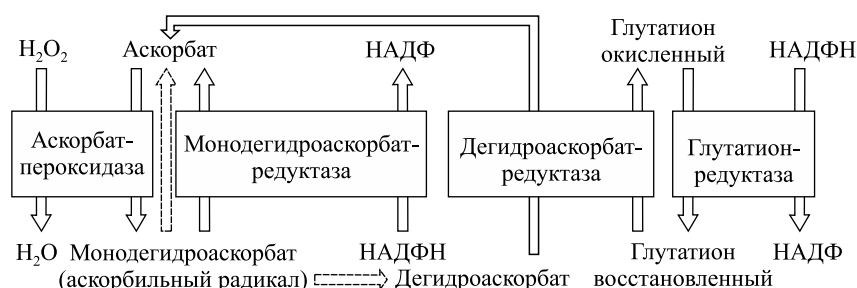 H₂O₂ Аскорбат НАДФ Глутатион окисленный НАДФН
Аскорбат-
пероксидаза
Монодегидроаскорбат-
редуктаза
Дегидроаскорбат-
редуктаза
Глутатион-
редуктаза
H₂O Монодегидроаскорбат НАДФН Глутатион НАДФ
(аскорбильный радикал) Дегидроаскорбат восстановленный